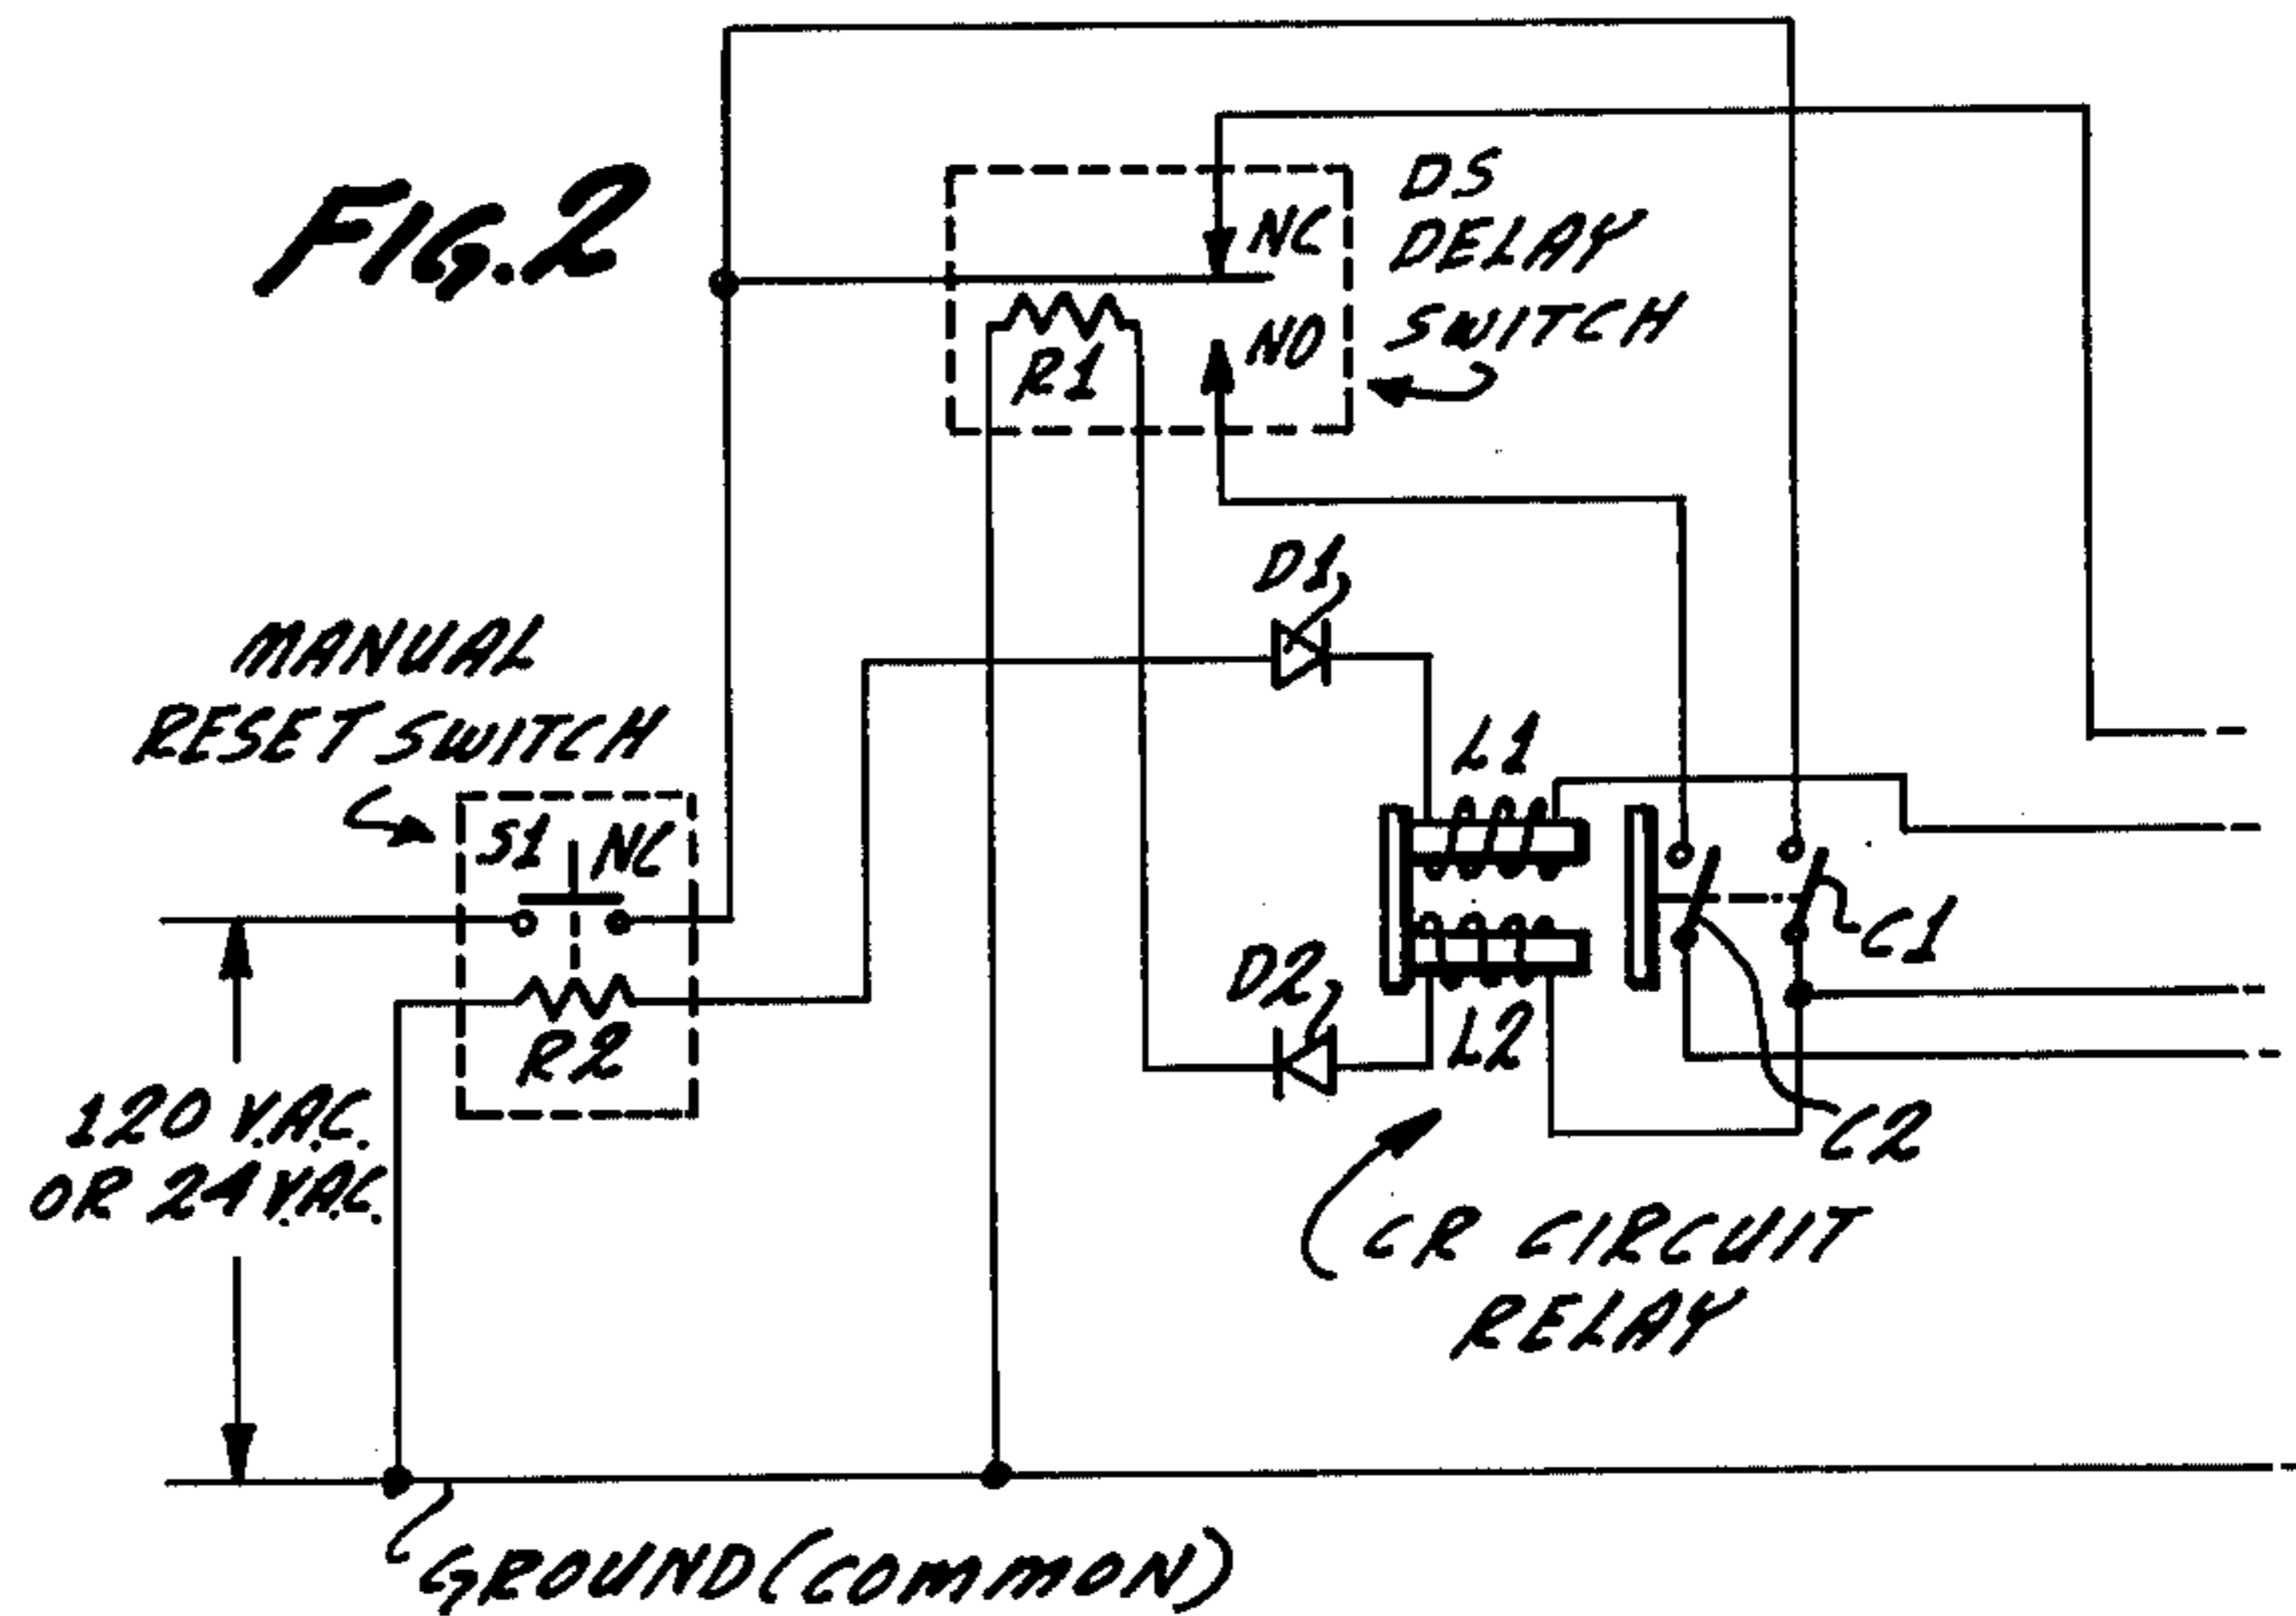 FIG.2
DS
DELAY
SWITCH
NC
NO
R1
D1
MANUAL
RESET SWITCH
S1 NC
L1
C1
D2
L2
R2
120 V.A.C.
OR 24 V.A.C.
C2
CR CIRCUIT
RELAY
GROUND (COMMON)